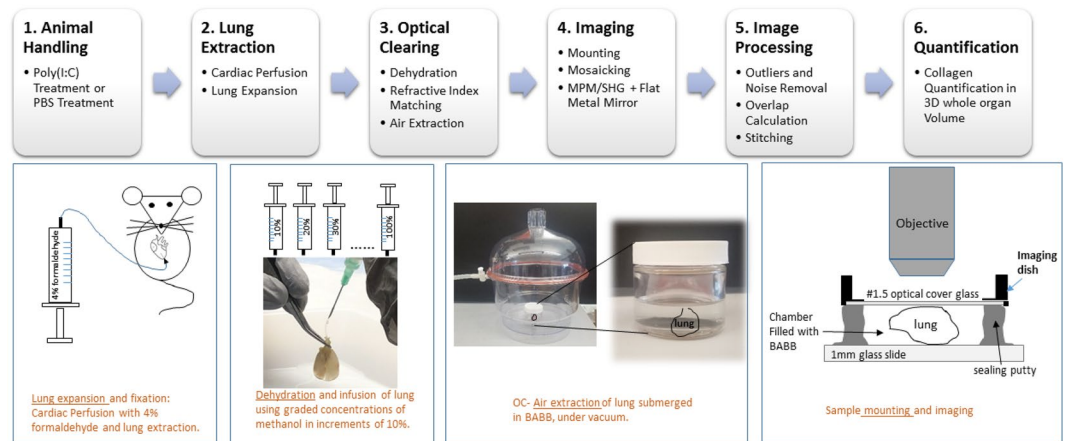 1. Animal
Handling
• Poly(I:C)
Treatment or
PBS Treatment
2. Lung
Extraction
• Cardiac Perfusion
• Lung Expansion
3. Optical
Clearing
• Dehydration
• Refractive Index
Matching
• Air Extraction
4. Imaging
• Mounting
• Mosaicking
• MPM/SHG + Flat
Metal Mirror
5. Image
Processing
• Outliers and
Noise Removal
• Overlap
Calculation
• Stitching
6.
Quantification
• Collagen
Quantification in
3D whole organ
Volume
4% formaldehyde
Lung expansion and fixation:
Cardiac Perfusion with 4%
formaldehyde and lung extraction.
10%
20%
30%
......
100%
Dehydration and infusion of lung
using graded concentrations of
methanol in increments of 10%.
lung
OC- Air extraction of lung submerged
in BABB, under vacuum.
Objective
Imaging
dish
#1.5 optical cover glass
Chamber
Filled with
BABB
lung
1mm glass slide
sealing putty
Sample mounting and imaging